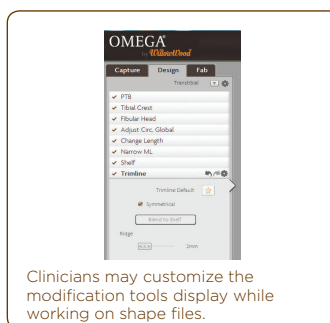 OMEGA®
by WillowWood®
Capture Design Fab
Transtibial
PTB
Tibial Crest
Fibular Head
Adjust Circ. Global
Change Length
Narrow ML
Shelf
Trimline
Trimline Default
Symmetrical
Blend to Shelf
Ridge
2mm
Clinicians may customize the
modification tools display while
working on shape files.